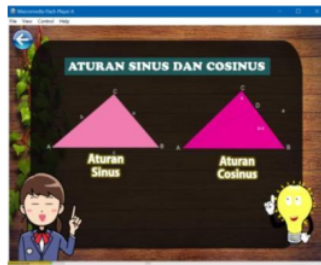 Macromedia Flash Player 8
File View Control Help
ATURAN SINUS DAN COSINUS
C
b
a
A
B
Aturan
Sinus
C
D
a
A
B
Aturan
Cosinus